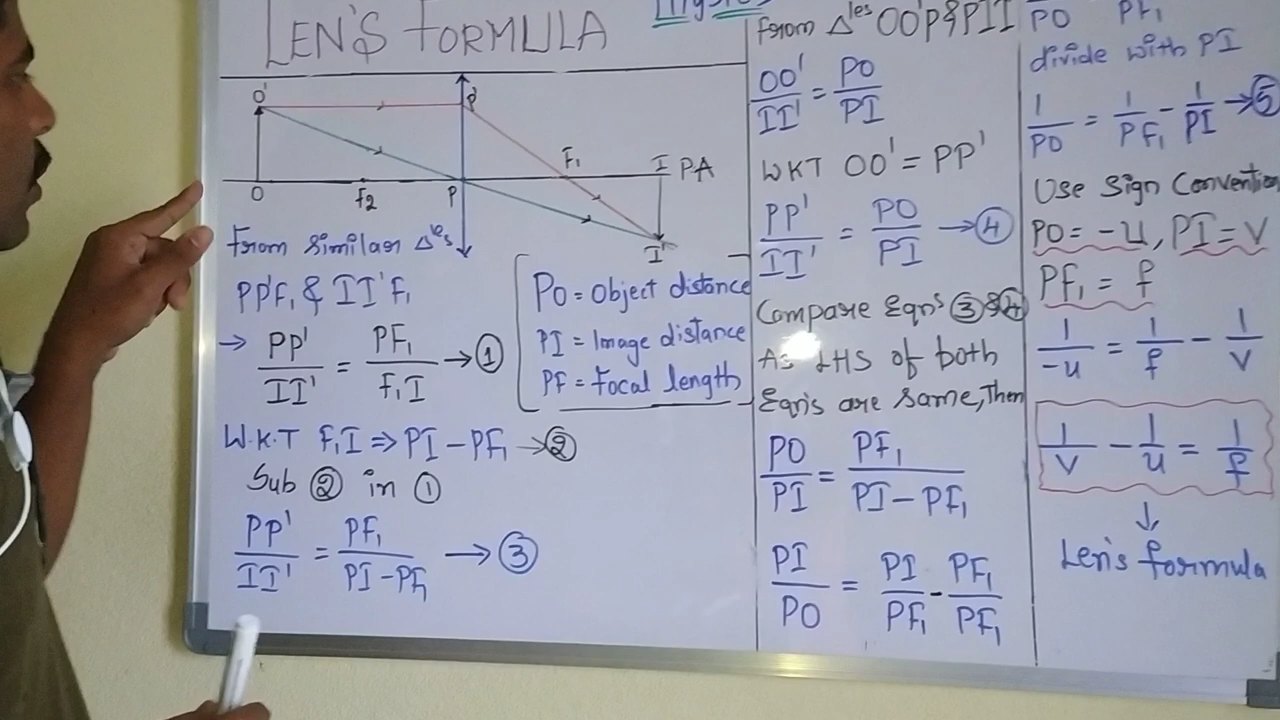 LEN'S FORMULA
O'
P'
F₁
I PA
O
F₂
P
I'
From Similar Δˡᵉˢ
PP'F₁ & II'F₁
→ PP'/II' = PF₁/F₁I → ①
W.K.T F₁I ⇒ PI - PF₁ → ②
Sub ② in ①
PP'/II' = PF₁/PI - PF₁ → ③
PO = Object distance
PI = Image distance
PF = Focal length
From Δˡᵉˢ OO'P & PII
OO'/II' = PO/PI
WKT OO' = PP'
PP'/II' = PO/PI → ④
Compare Eqn's ③ & ④
As LHS of both
Eqn's are same, Then
PO/PI = PF₁/PI - PF₁
PI/PO = PI/PF₁ - PF₁/PF₁
PO PF₁
divide with PI
1/PO = 1/PF₁ - 1/PI → ⑤
Use Sign Convention
PO = -u, PI = v
PF₁ = f
1/-u = 1/f - 1/v
1/v - 1/u = 1/f
↓
Len's formula